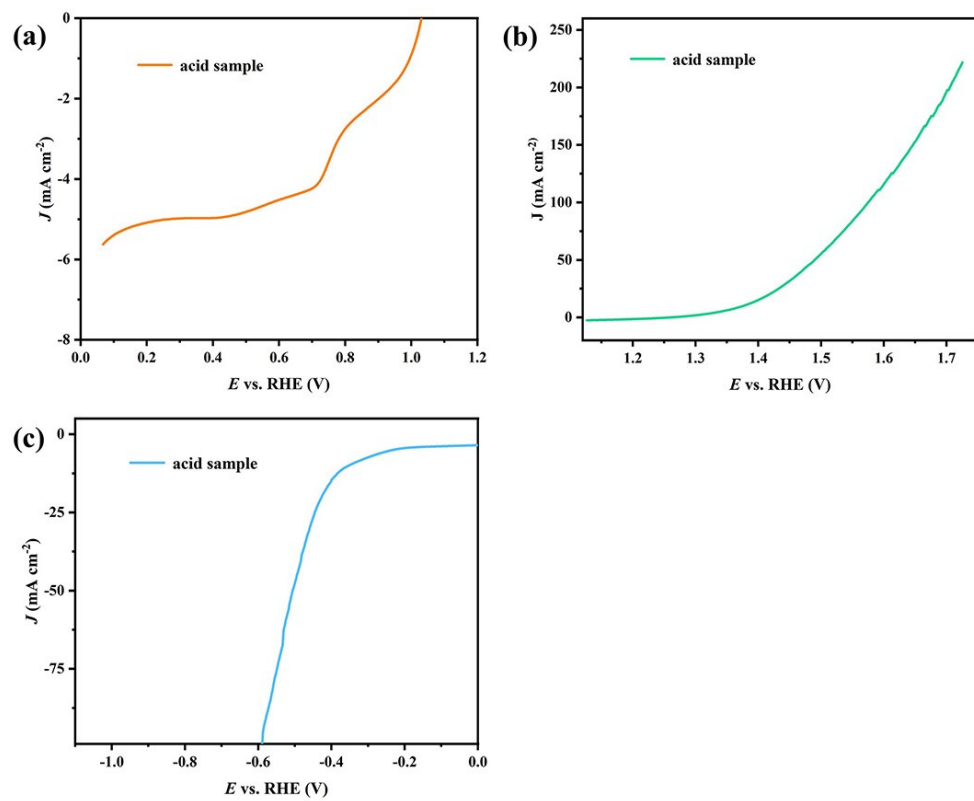 (a)
acid sample
0
-2
-4
-6
-8
J (mA cm-2)
0.0 0.2 0.4 0.6 0.8 1.0 1.2
E vs. RHE (V)
(b)
acid sample
250
200
150
100
50
0
J (mA cm-2)
1.2 1.3 1.4 1.5 1.6 1.7
E vs. RHE (V)
(c)
acid sample
0
-25
-50
-75
J (mA cm-2)
-1.0 -0.8 -0.6 -0.4 -0.2 0.0
E vs. RHE (V)